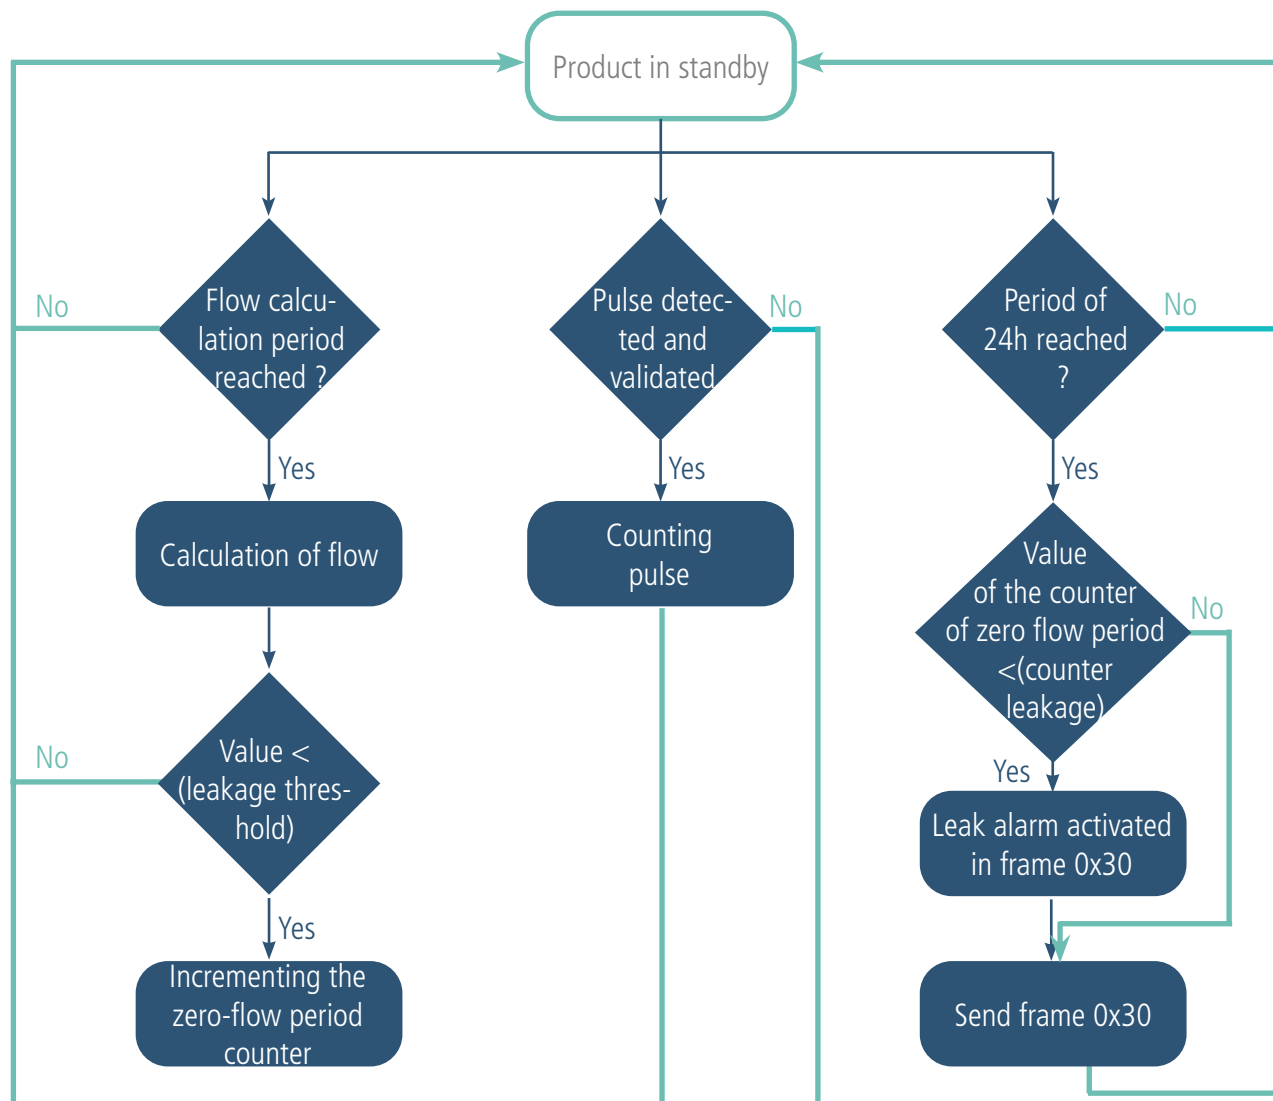 Product in standby
No
Flow calcu-
lation period
reached ?
Yes
Calculation of flow
No
Value <
(leakage thres-
hold)
Yes
Incrementing the
zero-flow period
counter
Pulse detec-
ted and
validated
No
Yes
Counting
pulse
Period of
24h reached
?
No
Yes
Value
of the counter
of zero flow period
<(counter
leakage)
No
Yes
Leak alarm activated
in frame 0x30
Send frame 0x30